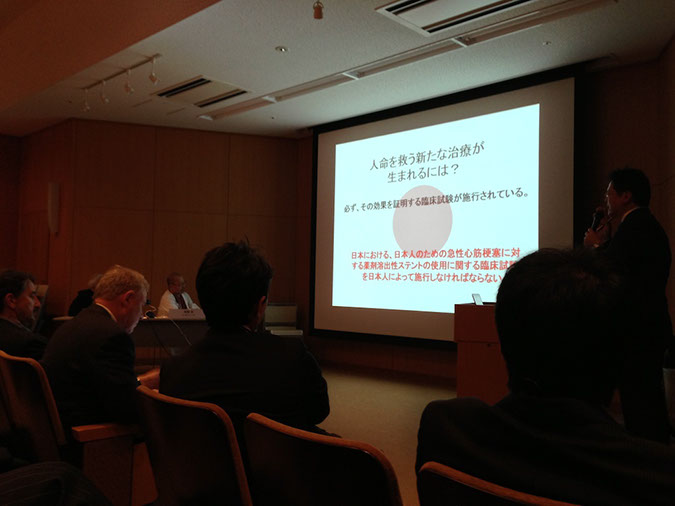 人命を救う新たな治療が
生まれるには？
必ず、その効果を証明する臨床試験が施行されている。
日本における、日本人のための急性心筋梗塞に対
する薬剤溶出性ステントの使用に関する臨床試験
を日本人によって施行しなければならない